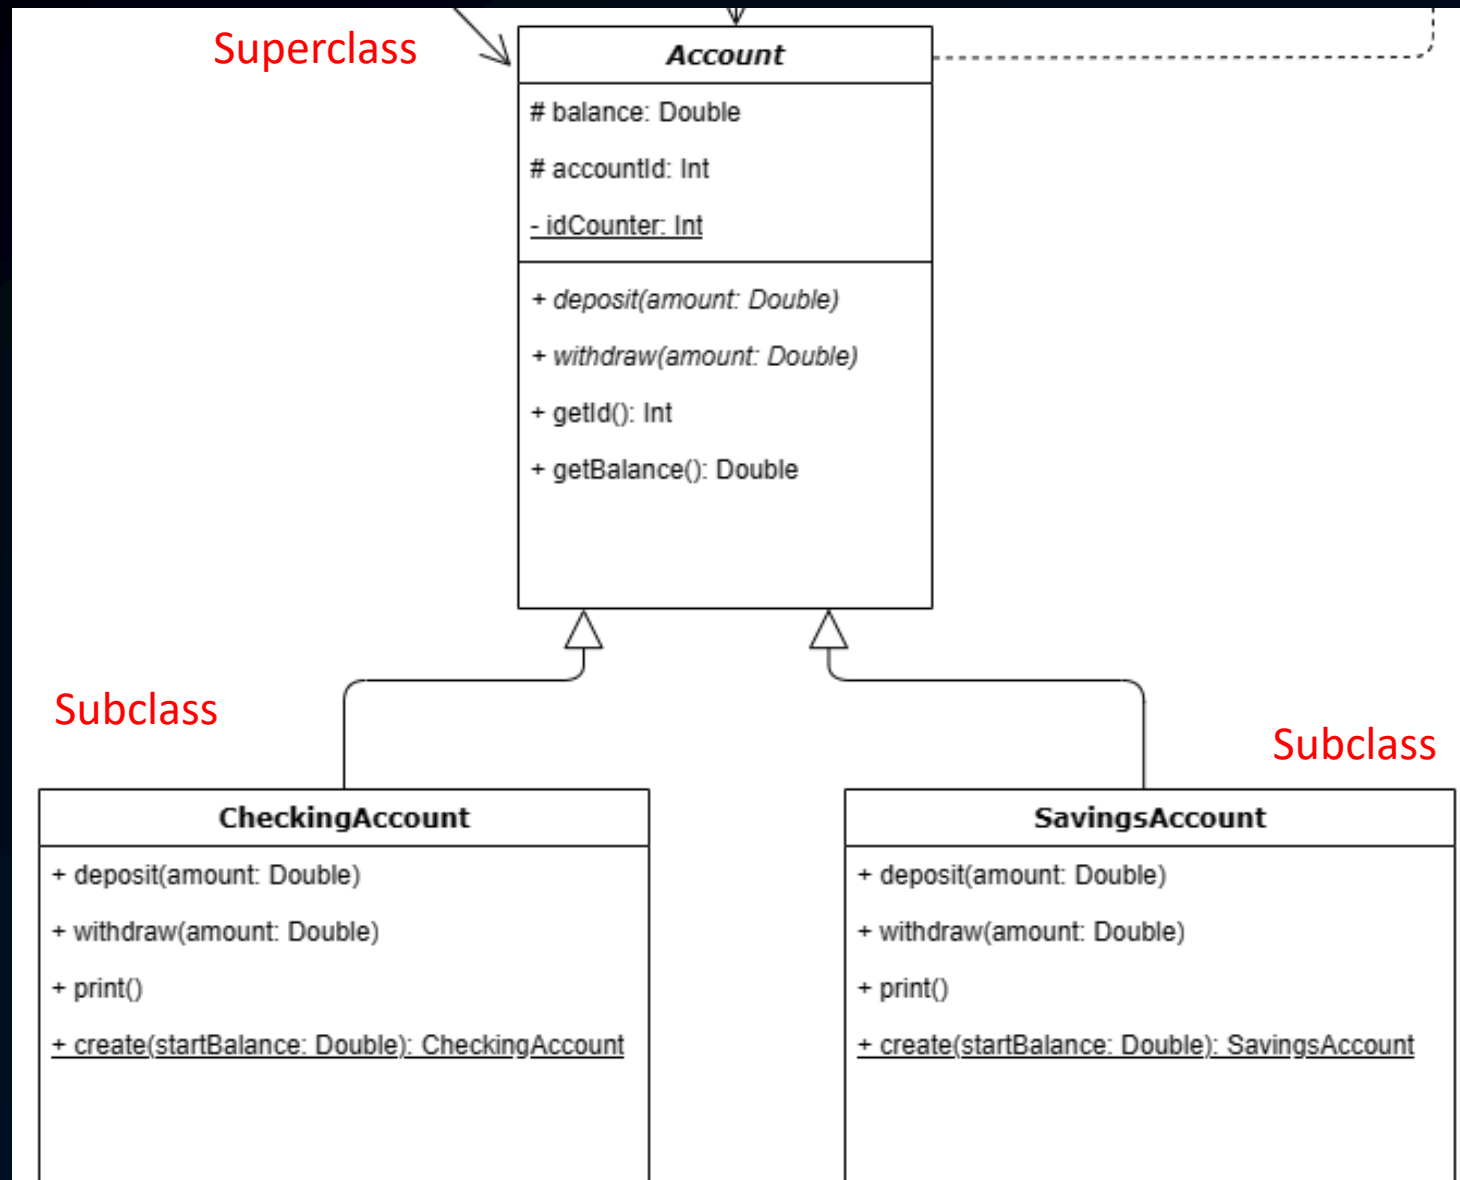 Superclass
Account
# balance: Double
# accountId: Int
- idCounter: Int
+ deposit(amount: Double)
+ withdraw(amount: Double)
+ getId(): Int
+ getBalance(): Double
Subclass
Subclass
CheckingAccount
+ deposit(amount: Double)
+ withdraw(amount: Double)
+ print()
+ create(startBalance: Double): CheckingAccount
SavingsAccount
+ deposit(amount: Double)
+ withdraw(amount: Double)
+ print()
+ create(startBalance: Double): SavingsAccount